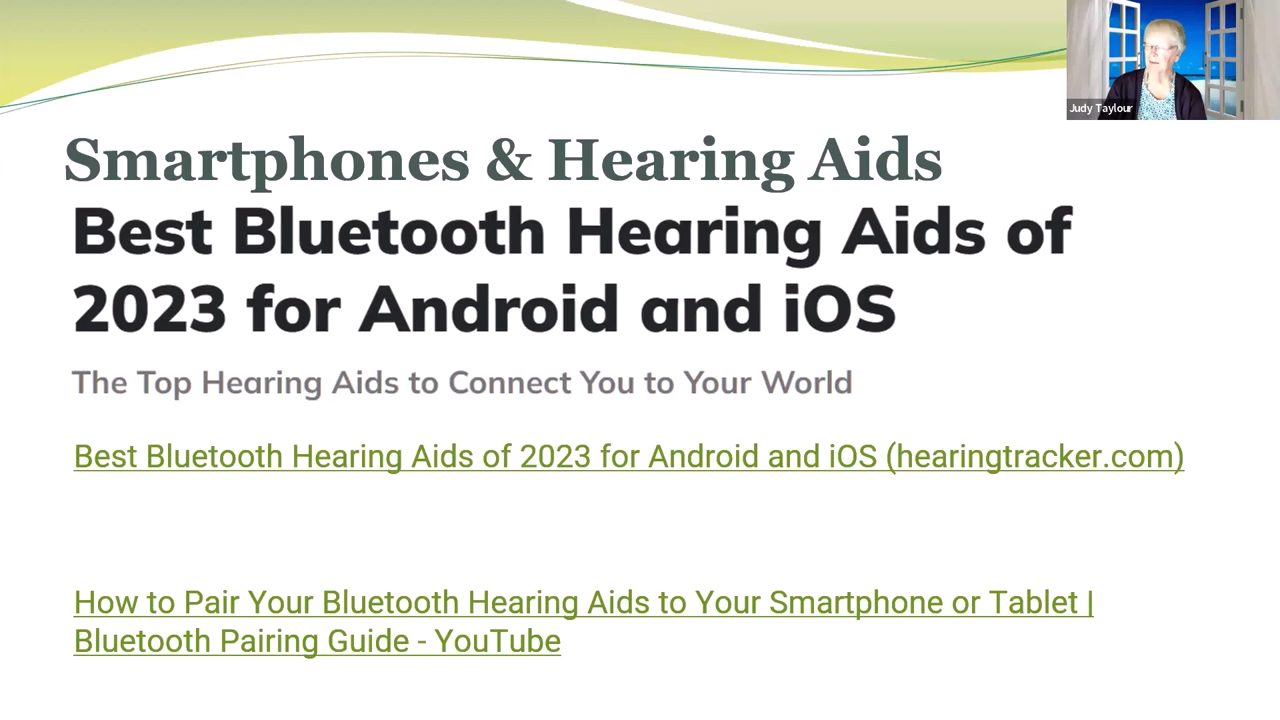 Judy Taylour
Smartphones & Hearing Aids
Best Bluetooth Hearing Aids of
2023 for Android and iOS
The Top Hearing Aids to Connect You to Your World
Best Bluetooth Hearing Aids of 2023 for Android and iOS (hearingtracker.com)
How to Pair Your Bluetooth Hearing Aids to Your Smartphone or Tablet |
Bluetooth Pairing Guide - YouTube